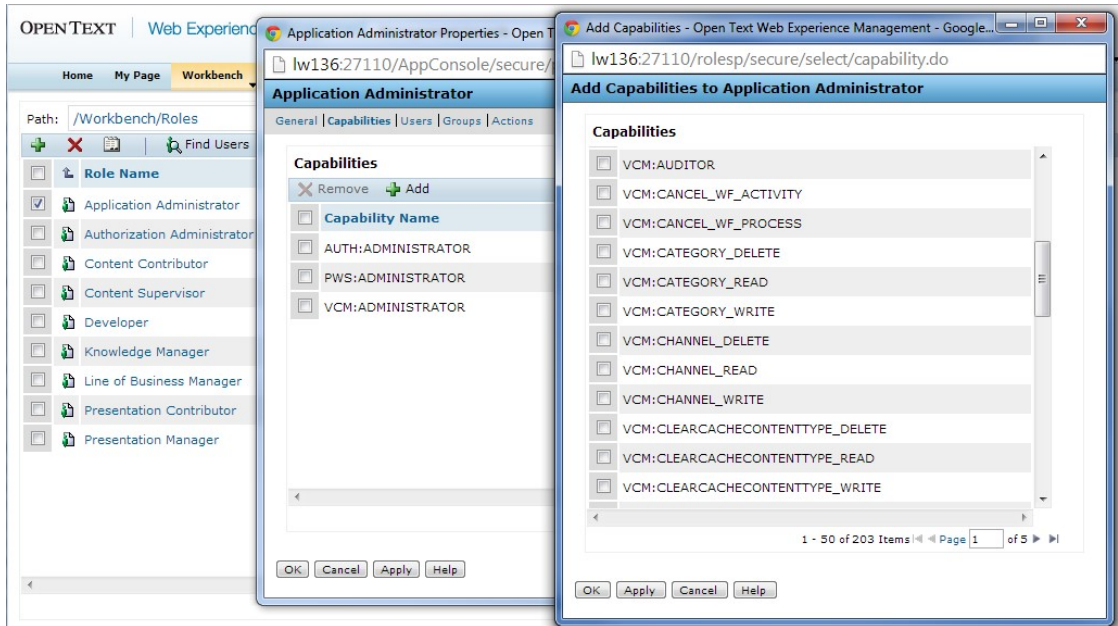 OPEN TEXT | Web Experienc
Home My Page Workbench
Path: /Workbench/Roles
Find Users
Role Name
Application Administrator
Authorization Administrator
Content Contributor
Content Supervisor
Developer
Knowledge Manager
Line of Business Manager
Presentation Contributor
Presentation Manager
Application Administrator Properties - Open T
lw136:27110/AppConsole/secure/
Application Administrator
General | Capabilities | Users | Groups | Actions
Capabilities
Remove Add
Capability Name
AUTH:ADMINISTRATOR
PWS:ADMINISTRATOR
VCM:ADMINISTRATOR
OK Cancel Apply Help
Add Capabilities - Open Text Web Experience Management - Google...
lw136:27110/rolesp/secure/select/capability.do
Add Capabilities to Application Administrator
Capabilities
VCM:AUDITOR
VCM:CANCEL_WF_ACTIVITY
VCM:CANCEL_WF_PROCESS
VCM:CATEGORY_DELETE
VCM:CATEGORY_READ
VCM:CATEGORY_WRITE
VCM:CHANNEL_DELETE
VCM:CHANNEL_READ
VCM:CHANNEL_WRITE
VCM:CLEARCACHECONTENTTYPE_DELETE
VCM:CLEARCACHECONTENTTYPE_READ
VCM:CLEARCACHECONTENTTYPE_WRITE
1 - 50 of 203 Items Page 1 of 5
OK Apply Cancel Help